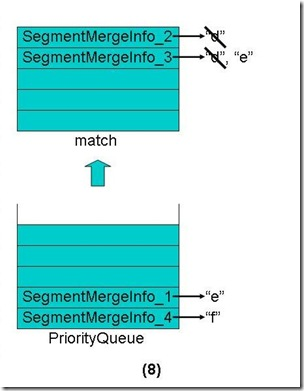 SegmentMergeInfo_2 "d"
SegmentMergeInfo_3 "d", "e"
match
SegmentMergeInfo_1 "e"
SegmentMergeInfo_4 "f"
PriorityQueue
(8)